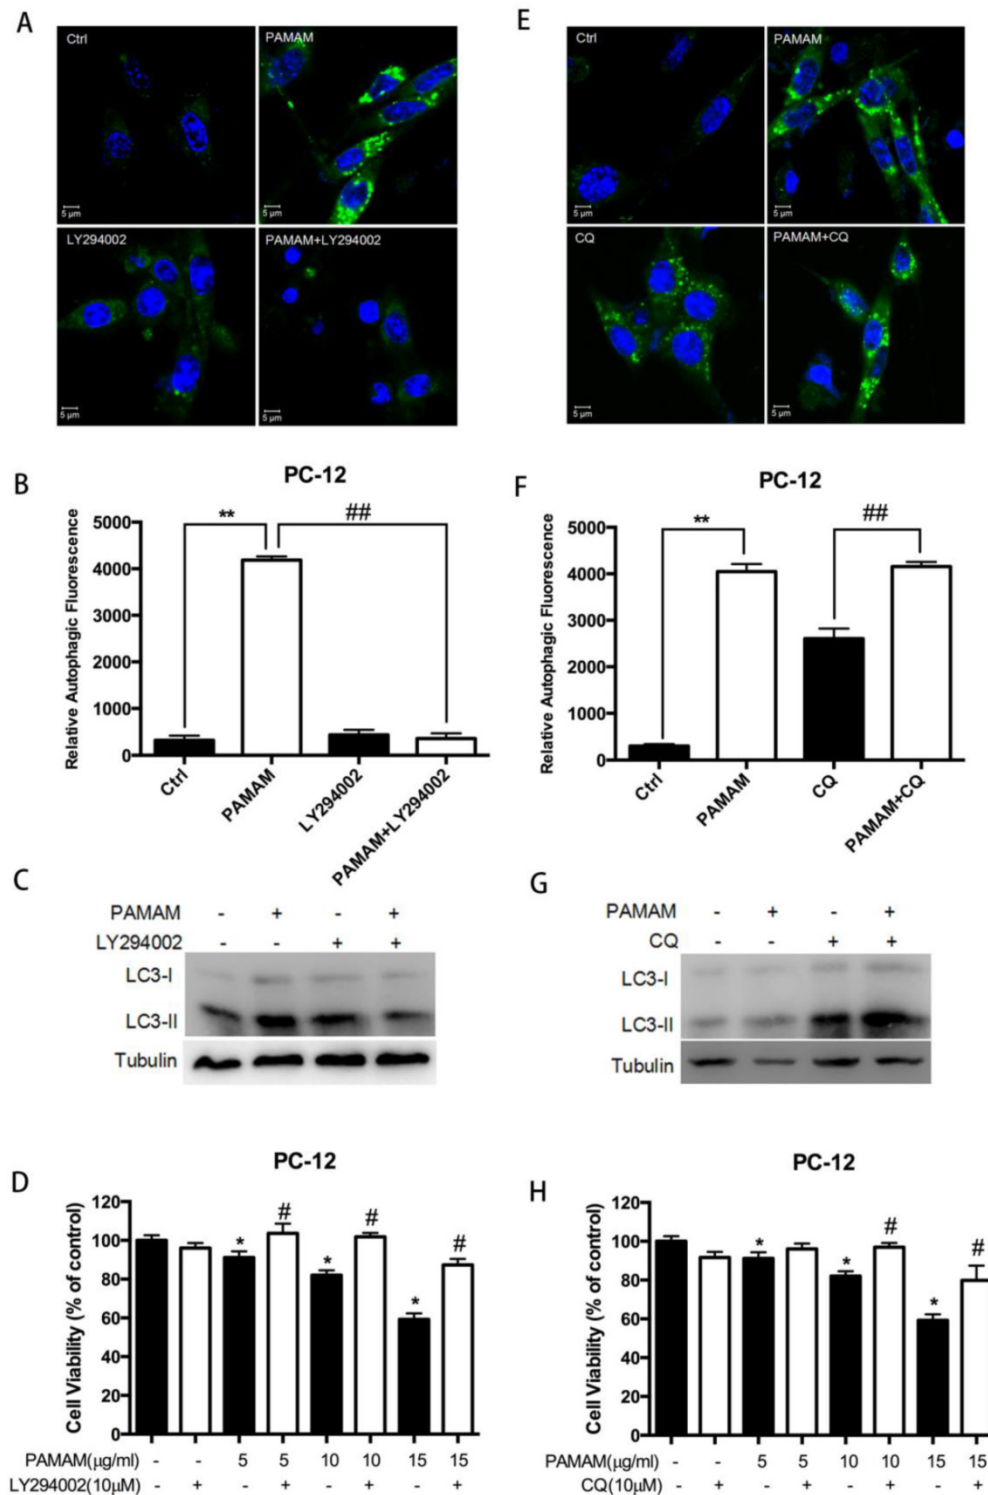 A
Ctrl
PAMAM
5 µm
5 µm
LY294002
PAMAM+LY294002
5 µm
5 µm
B
PC-12
Relative Autophagic Fluorescence
5000
4000
3000
2000
1000
0
**
##
Ctrl
PAMAM
LY294002
PAMAM+LY294002
C
PAMAM - + - +
LY294002 - - + +
LC3-I
LC3-II
Tubulin
D
PC-12
Cell Viability (% of control)
120
100
80
60
40
20
0
*
#
*
#
*
#
PAMAM(µg/ml) - - 5 5 10 10 15 15
LY294002(10µM) - + - + - + - +
E
Ctrl
PAMAM
5 µm
5 µm
CQ
PAMAM+CQ
5 µm
5 µm
F
PC-12
Relative Autophagic Fluorescence
5000
4000
3000
2000
1000
0
**
##
Ctrl
PAMAM
CQ
PAMAM+CQ
G
PAMAM - + - +
CQ - - + +
LC3-I
LC3-II
Tubulin
H
PC-12
Cell Viability (% of control)
120
100
80
60
40
20
0
*
*
#
*
#
PAMAM(µg/ml) - - 5 5 10 10 15 15
CQ(10µM) - + - + - + - +